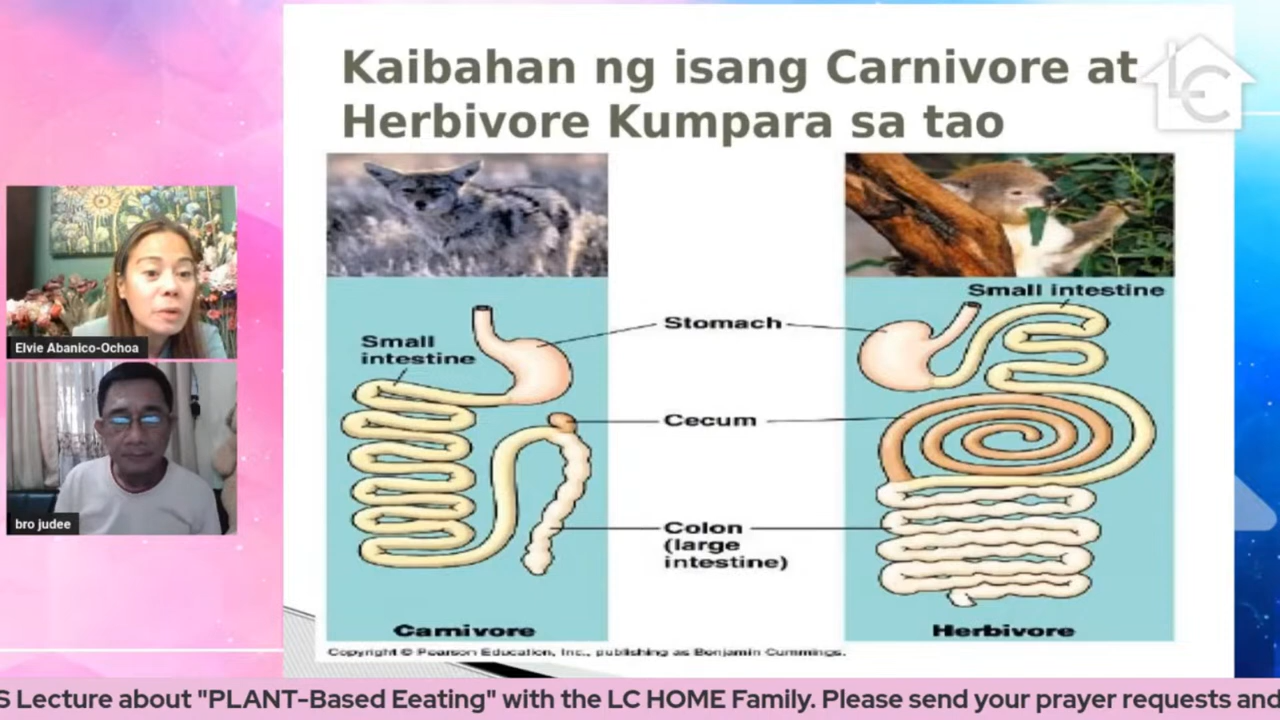 Kaibahan ng isang Carnivore at
Herbivore Kumpara sa tao
LC
Elvie Abanico-Ochoa
bro judee
Small
intestine
Stomach
Small intestine
Cecum
Colon
(large
intestine)
Carnivore
Herbivore
Copyright © Pearson Education, Inc., publishing as Benjamin Cummings.
S Lecture about "PLANT-Based Eeating" with the LC HOME Family. Please send your prayer requests and